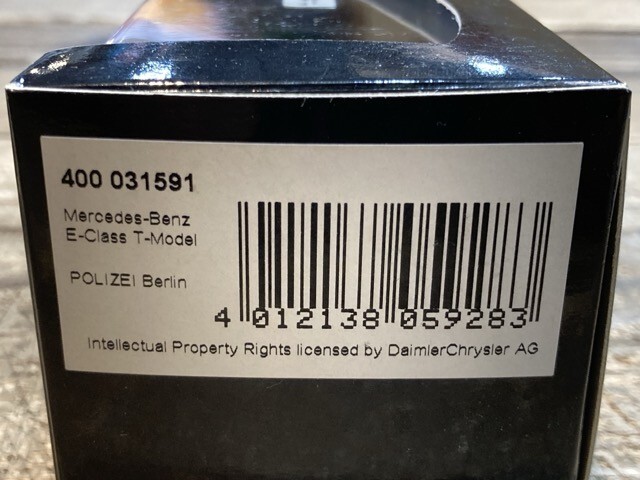 400 031591
Mercedes-Benz
E-Class T-Model
POLIZEI Berlin
4 012138 059283
Intellectual Property Rights licensed by DaimlerChrysler AG